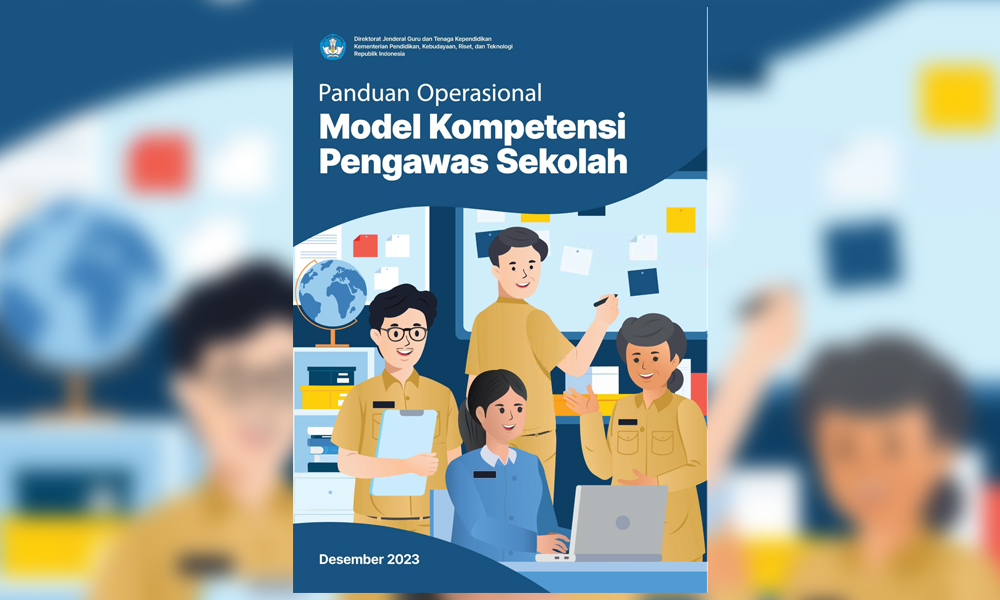 Direktorat Jenderal Guru dan Tenaga Kependidikan
Kementerian Pendidikan, Kebudayaan, Riset, dan Teknologi
Republik Indonesia
Panduan Operasional
Model Kompetensi
Pengawas Sekolah
Desember 2023